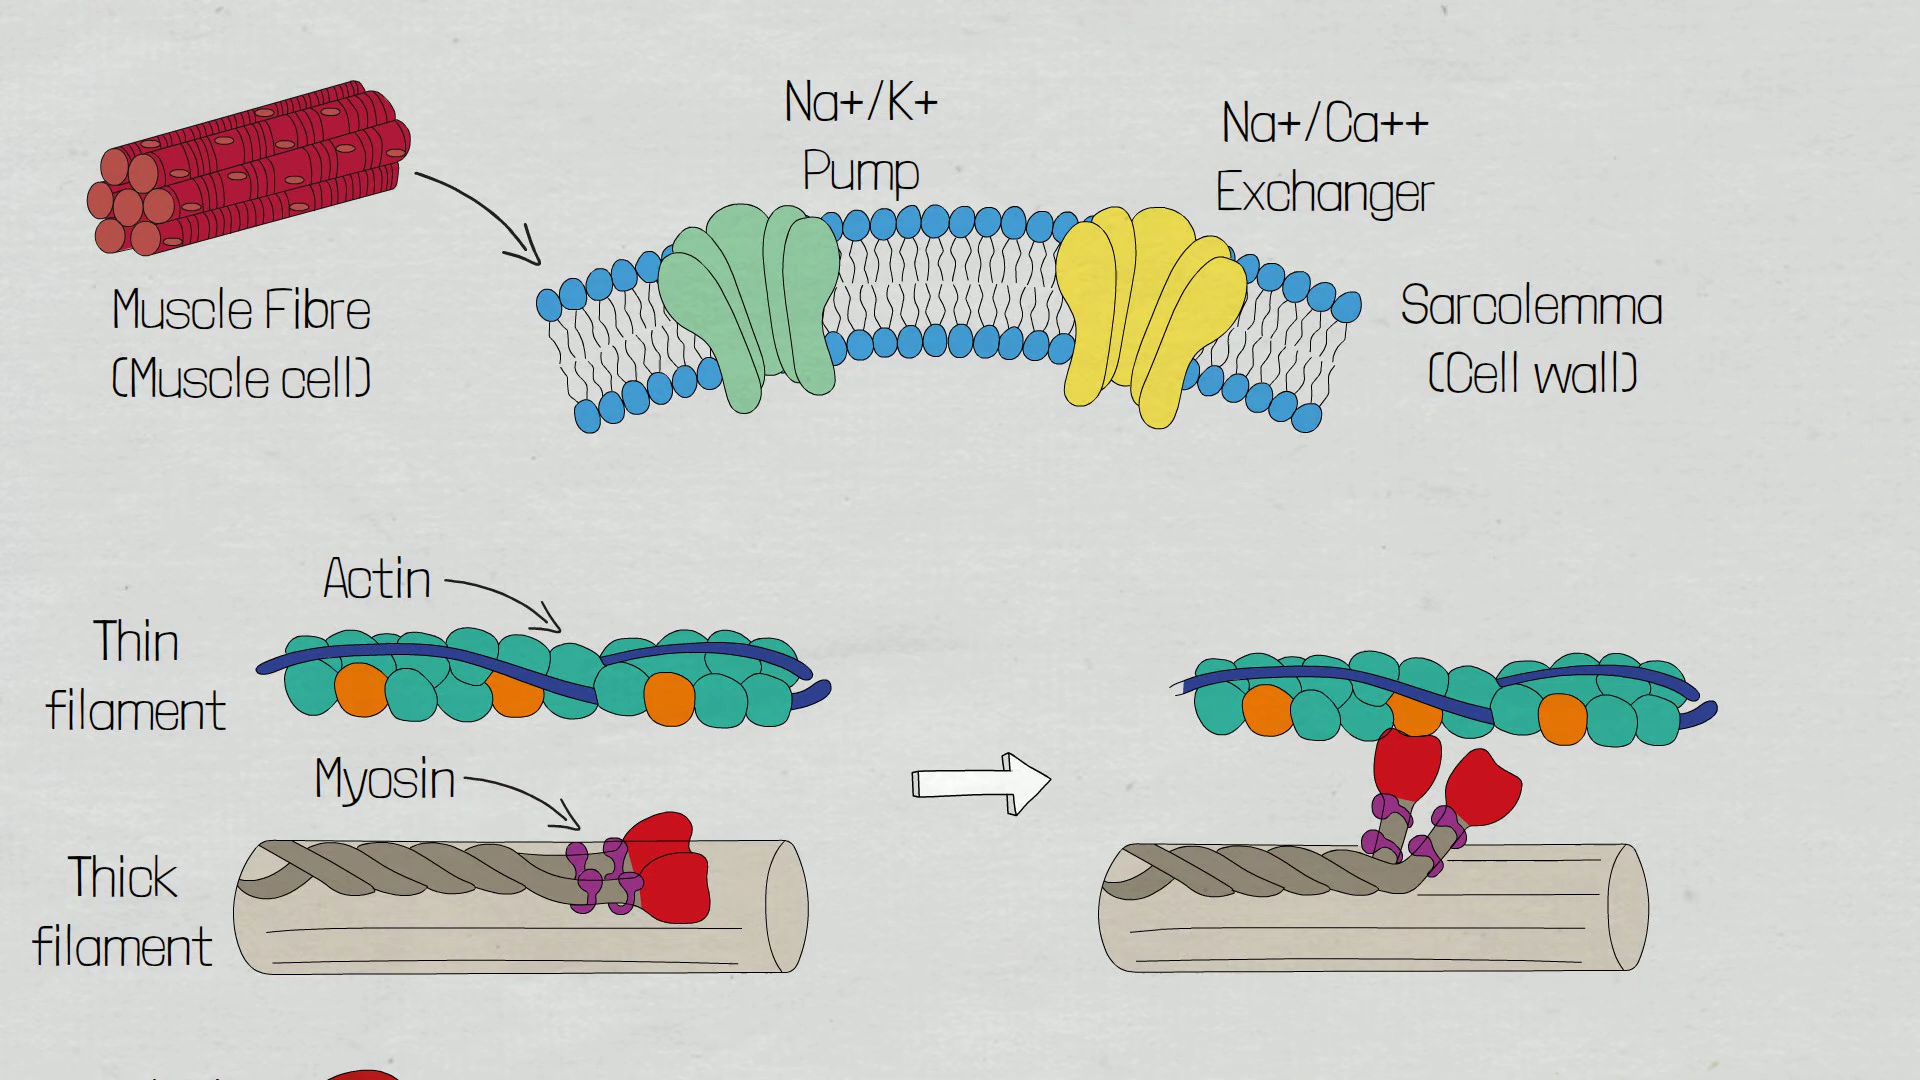 Na+/K+
Pump
Na+/Ca++
Exchanger
Muscle Fibre
(Muscle cell)
Sarcolemma
(Cell wall)
Actin
Thin
filament
Myosin
Thick
filament